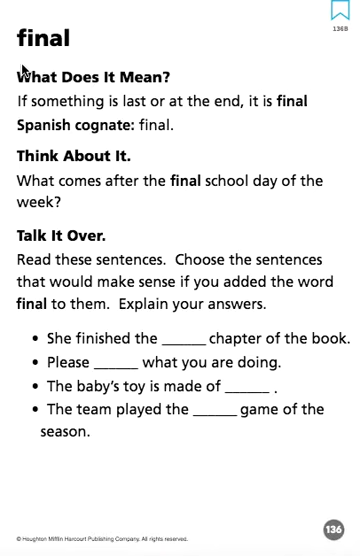 136B
final
What Does It Mean?
If something is last or at the end, it is final
Spanish cognate: final.
Think About It.
What comes after the final school day of the
week?
Talk It Over.
Read these sentences.  Choose the sentences
that would make sense if you added the word
final to them.  Explain your answers.
• She finished the ______ chapter of the book.
• Please ______ what you are doing.
• The baby's toy is made of ______ .
• The team played the ______ game of the
season.
136
© Houghton Mifflin Harcourt Publishing Company. All rights reserved.